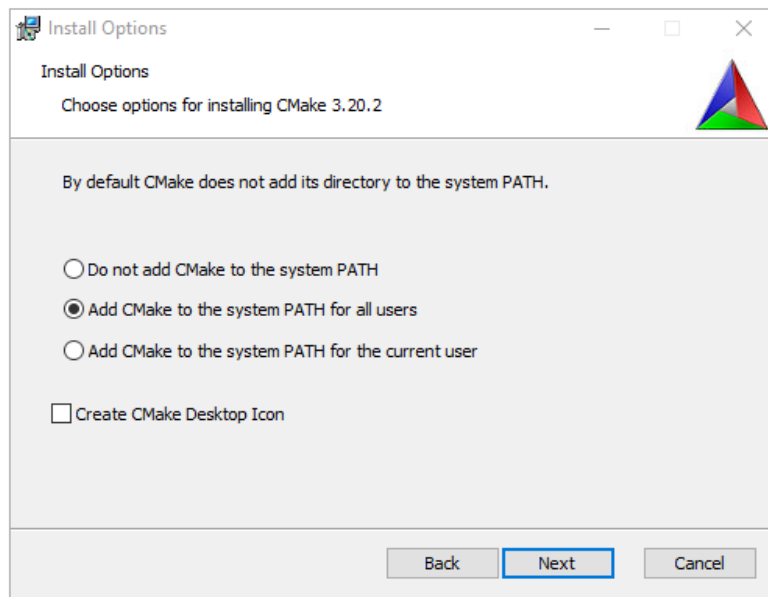 Install Options
Install Options
Choose options for installing CMake 3.20.2
By default CMake does not add its directory to the system PATH.
Do not add CMake to the system PATH
Add CMake to the system PATH for all users
Add CMake to the system PATH for the current user
Create CMake Desktop Icon
Back Next Cancel